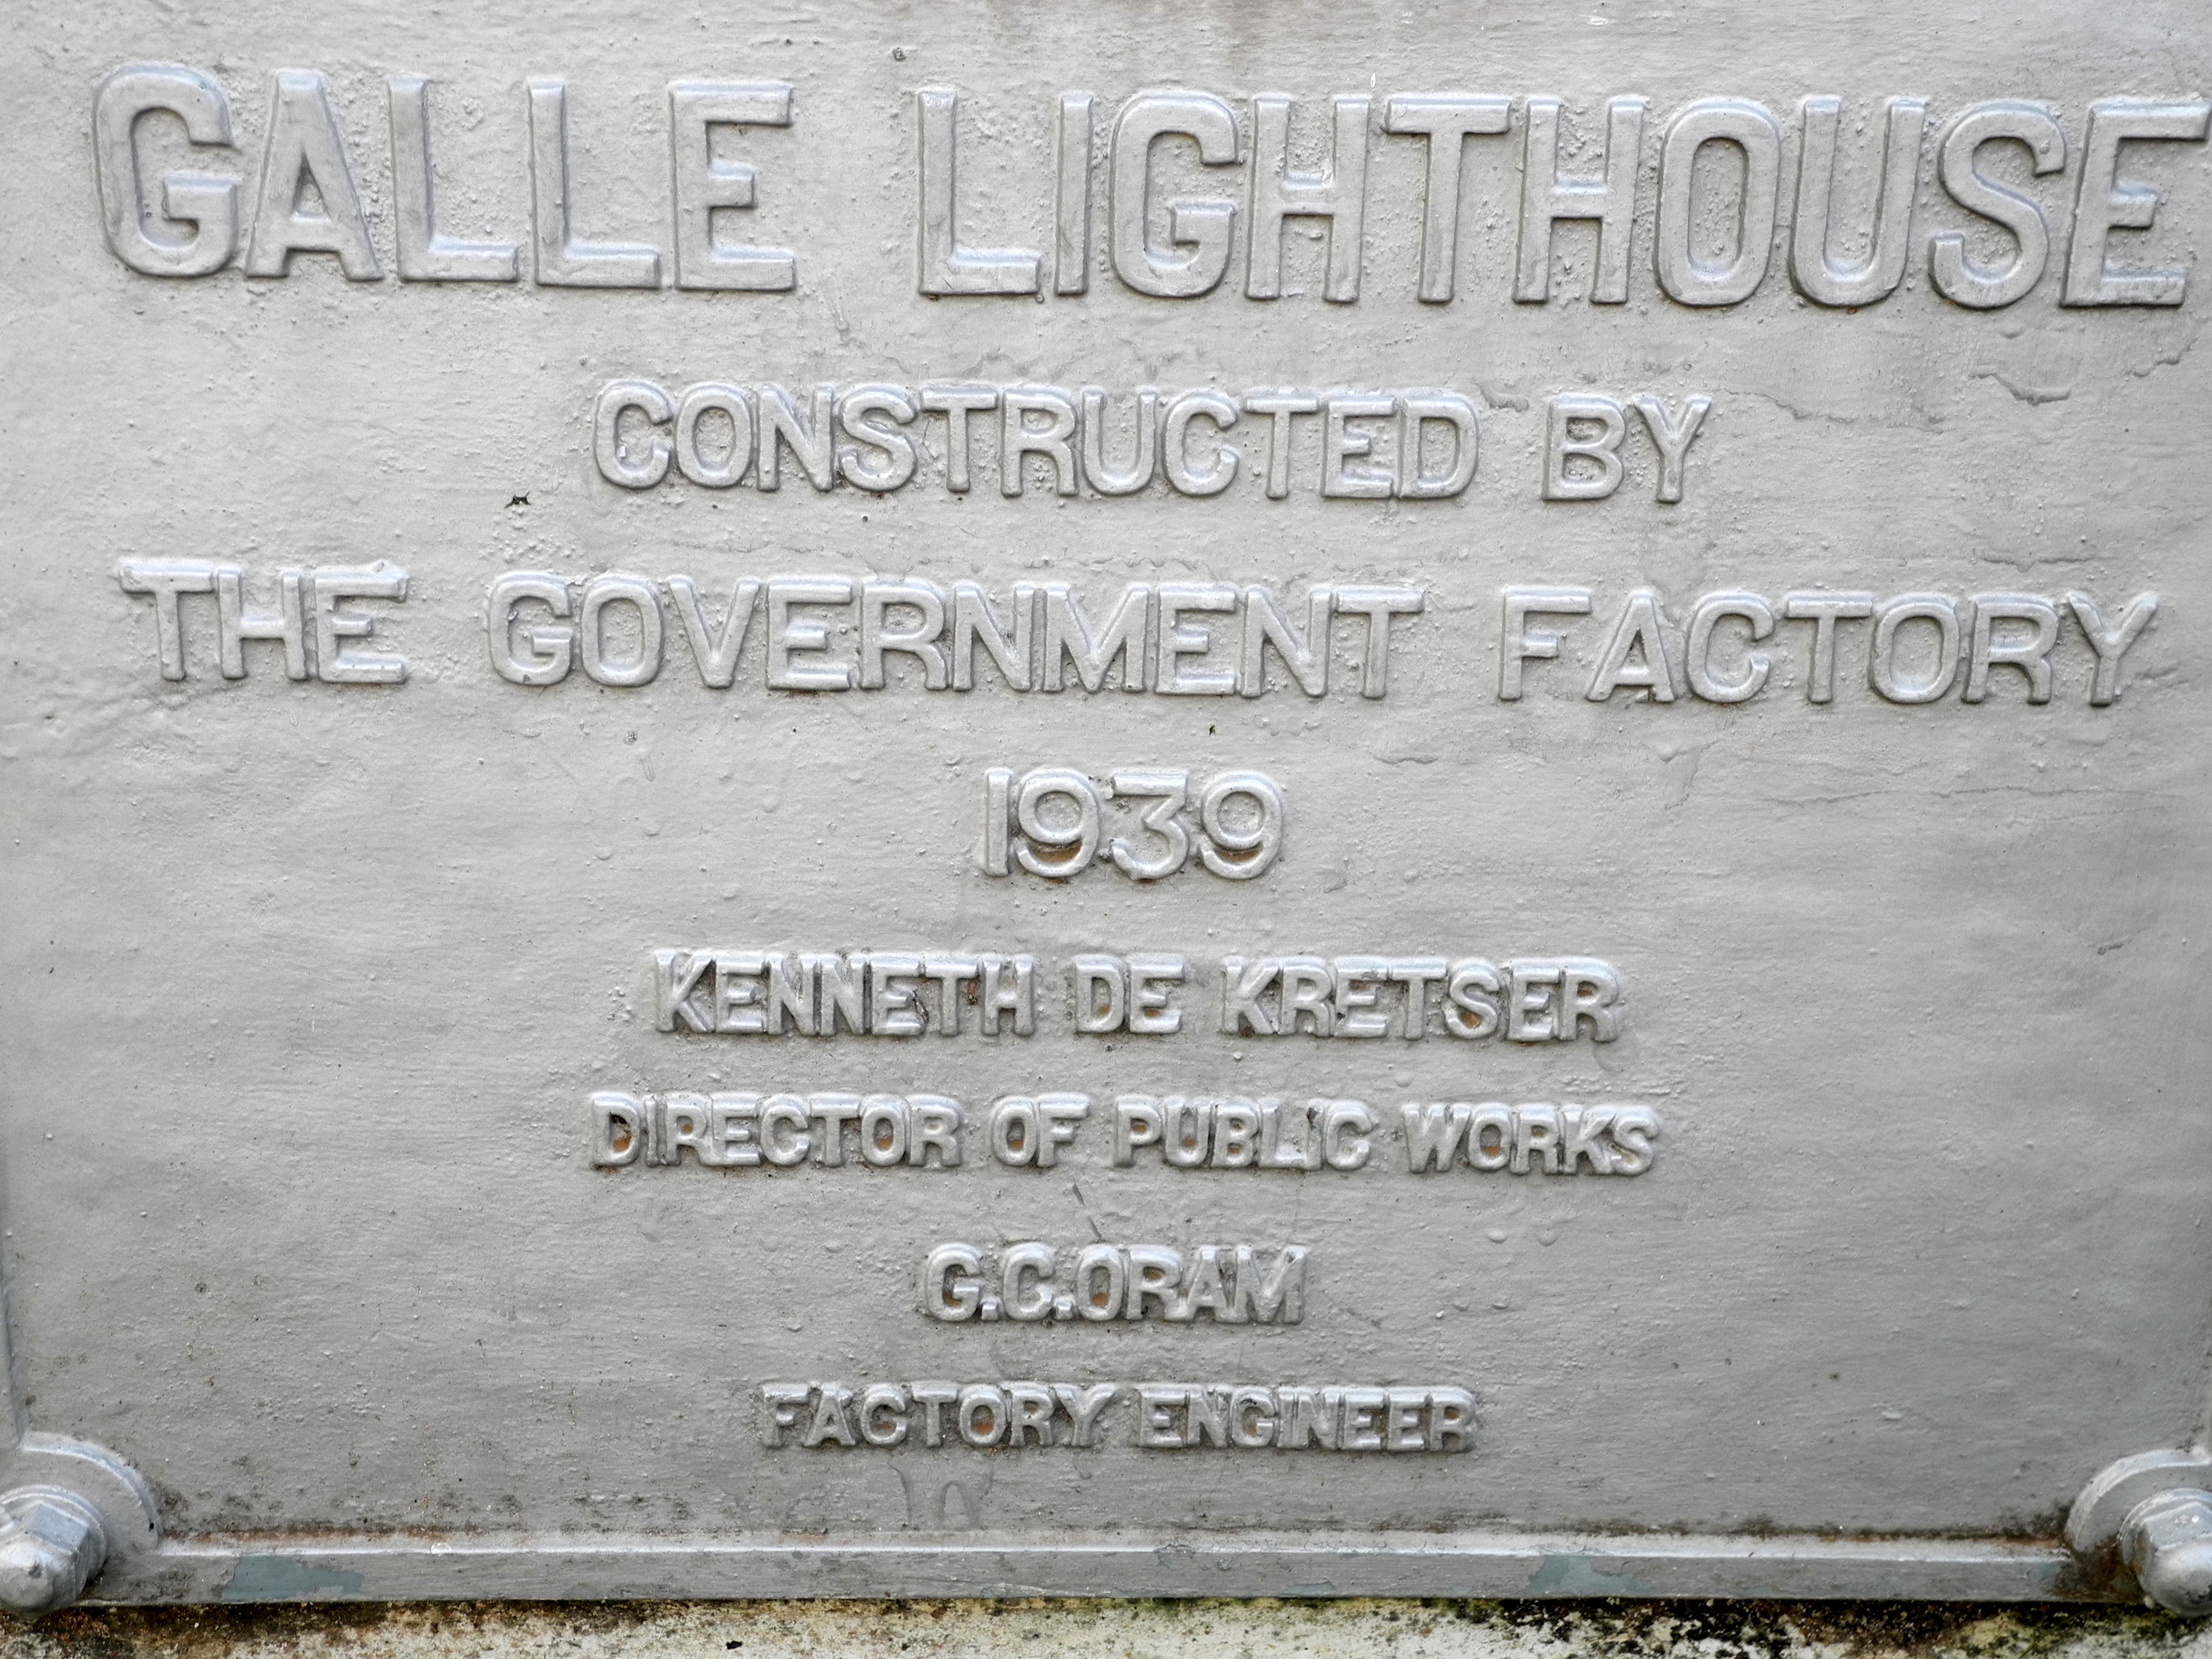 GALLE LIGHTHOUSE
CONSTRUCTED BY
THE GOVERNMENT FACTORY
1939
KENNETH DE KRETSER
DIRECTOR OF PUBLIC WORKS
G.C.ORAM
FACTORY ENGINEER